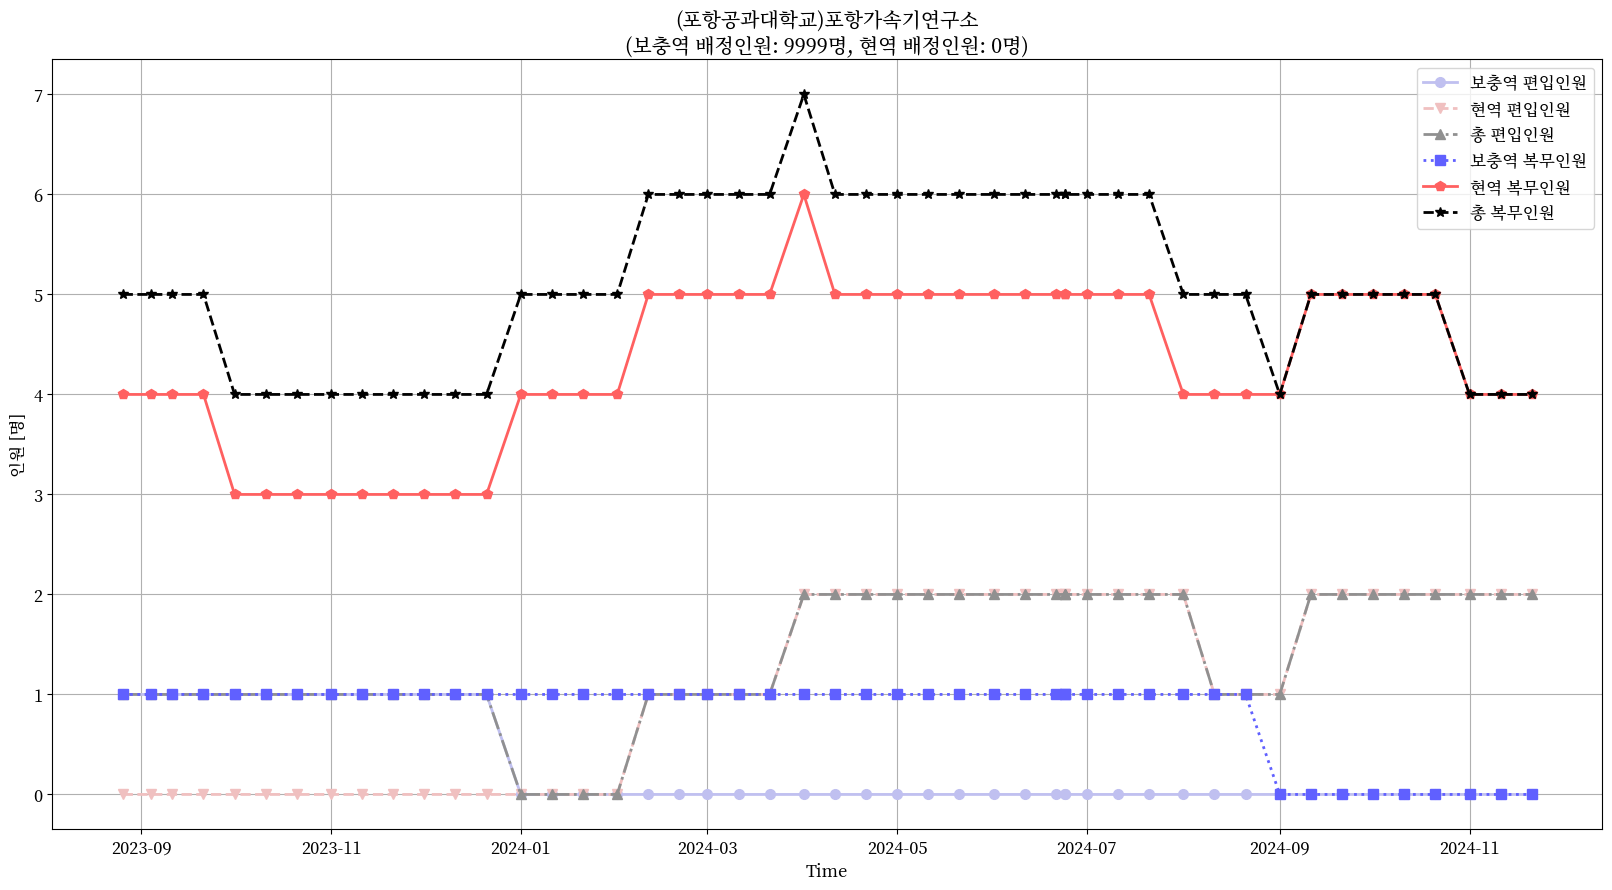 (포항공과대학교)포항가속기연구소
(보충역 배정인원: 9999명, 현역 배정인원: 0명)
보충역 편입인원
현역 편입인원
총 편입인원
보충역 복무인원
현역 복무인원
총 복무인원
7
6
5
4
3
2
1
0
인원 [명]
2023-09
2023-11
2024-01
2024-03
2024-05
2024-07
2024-09
2024-11
Time